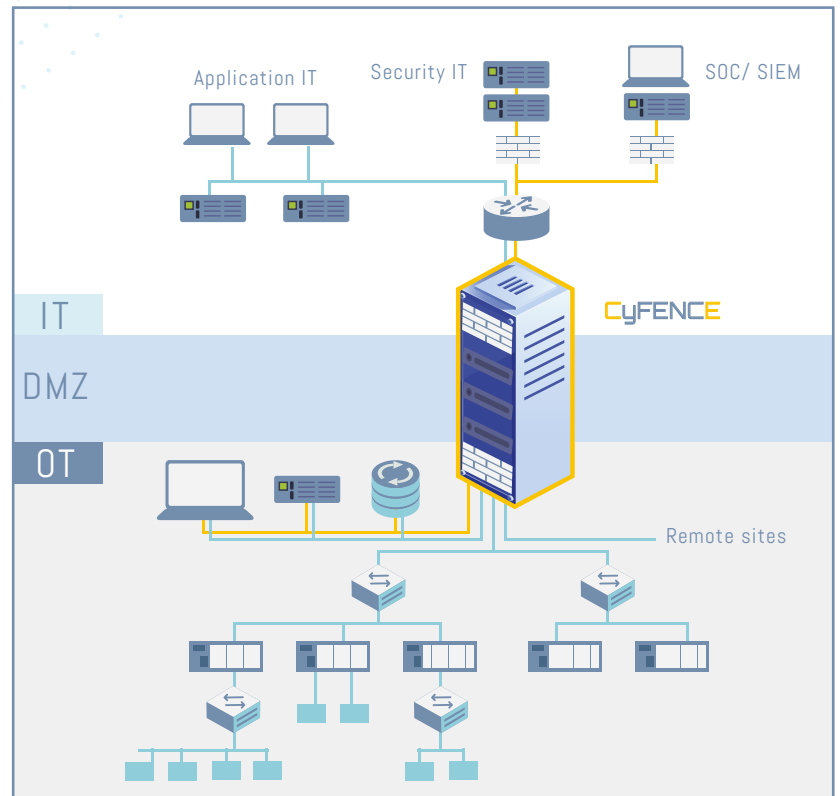 Application IT
Security IT
SOC/ SIEM
IT
CyFENCE
DMZ
OT
Remote sites